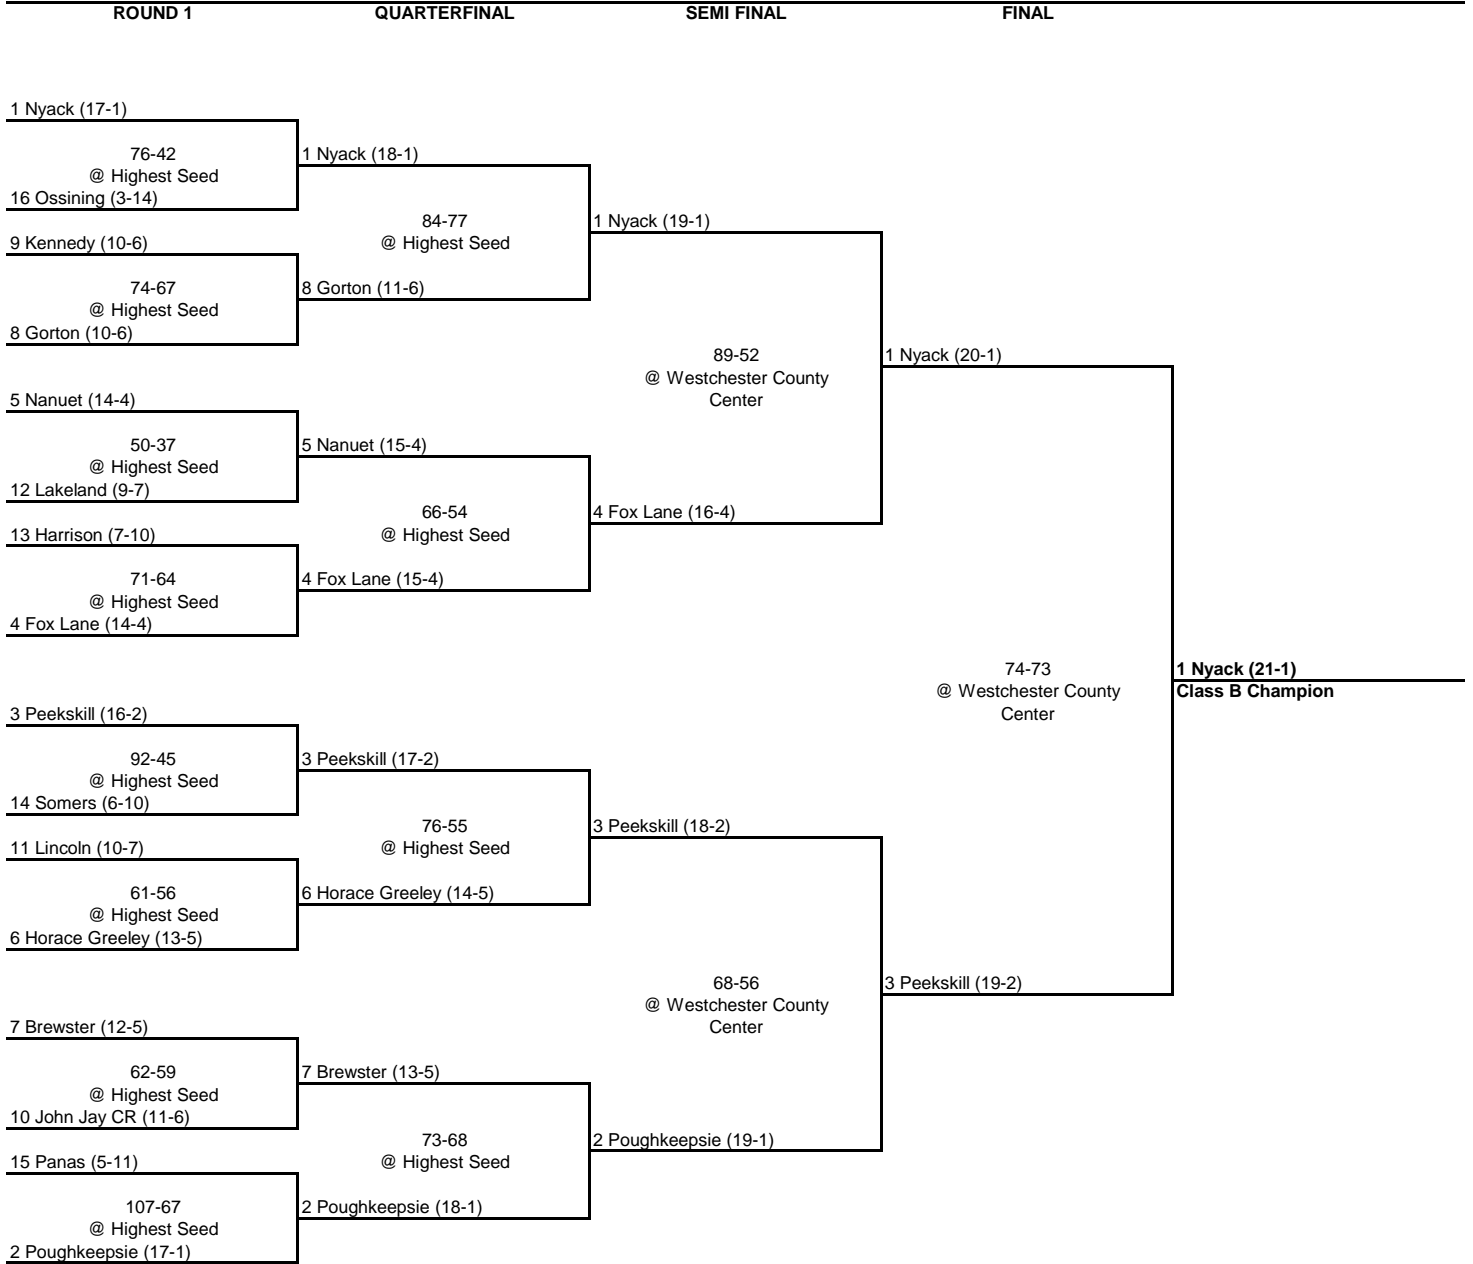 ROUND 1 QUARTERFINAL SEMI FINAL FINAL
1 Nyack (17-1)
76-42
@ Highest Seed
16 Ossining (3-14)
9 Kennedy (10-6)
74-67
@ Highest Seed
8 Gorton (10-6)
5 Nanuet (14-4)
50-37
@ Highest Seed
12 Lakeland (9-7)
13 Harrison (7-10)
71-64
@ Highest Seed
4 Fox Lane (14-4)
3 Peekskill (16-2)
92-45
@ Highest Seed
14 Somers (6-10)
11 Lincoln (10-7)
61-56
@ Highest Seed
6 Horace Greeley (13-5)
7 Brewster (12-5)
62-59
@ Highest Seed
10 John Jay CR (11-6)
15 Panas (5-11)
107-67
@ Highest Seed
2 Poughkeepsie (17-1)
1 Nyack (18-1)
84-77
@ Highest Seed
8 Gorton (11-6)
5 Nanuet (15-4)
66-54
@ Highest Seed
4 Fox Lane (15-4)
3 Peekskill (17-2)
76-55
@ Highest Seed
6 Horace Greeley (14-5)
7 Brewster (13-5)
73-68
@ Highest Seed
2 Poughkeepsie (18-1)
1 Nyack (19-1)
89-52
@ Westchester County
Center
4 Fox Lane (16-4)
3 Peekskill (18-2)
68-56
@ Westchester County
Center
2 Poughkeepsie (19-1)
1 Nyack (20-1)
74-73
@ Westchester County
Center
3 Peekskill (19-2)
1 Nyack (21-1)
Class B Champion